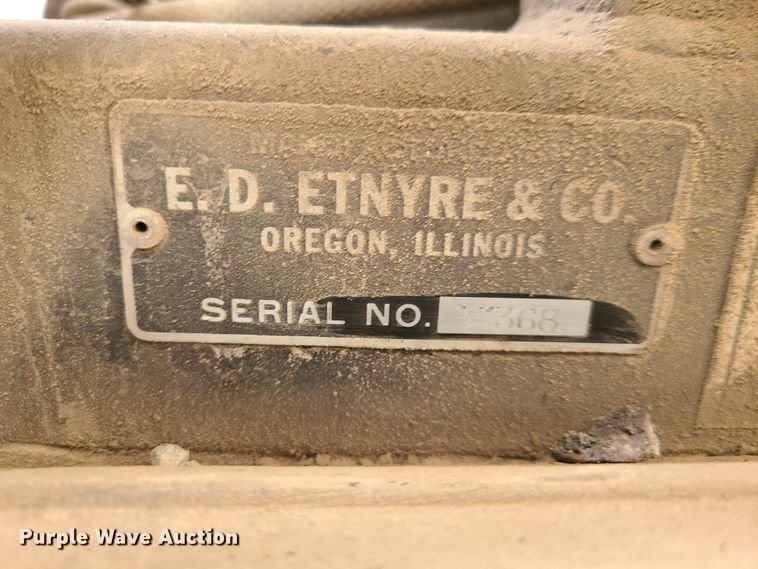 E. D. ETNYRE & CO.
OREGON, ILLINOIS
SERIAL NO.
Purple Wave Auction